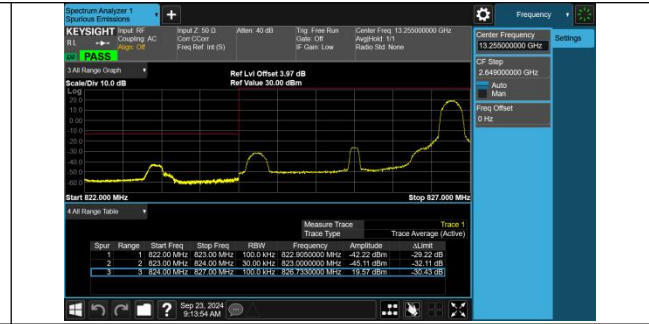 Spectrum Analyzer 1
Spurious Emissions
Frequency
KEYSIGHT Input: RF Input Z: 50 Ω Atten: 40 dB Trig: Free Run Center Freq: 13.255000000 GHz
RL Coupling: AC Corr CCorr Gate: Off Avg|Hold: 1/1
Align: Off Freq Ref: Int (S) IF Gain: Low Radio Std: None
PASS
Center Frequency
13.255000000 GHz
Settings
CF Step
2.649000000 GHz
Auto
Man
Freq Offset
0 Hz
3 All Range Graph
Ref Lvl Offset 3.97 dB
Scale/Div 10.0 dB Ref Value 30.00 dBm
Log
20.0
10.0
0.00
-10.0
-20.0
-30.0
-40.0
-50.0
-60.0
Start 822.000 MHz Stop 827.000 MHz
4 All Range Table
Measure Trace Trace 1
Trace Type Trace Average (Active)
Spur Range Start Freq Stop Freq RBW Frequency Amplitude ΔLimit
1 1 822.00 MHz 823.00 MHz 100.0 kHz 822.9050000 MHz -42.22 dBm -29.22 dB
2 2 823.00 MHz 824.00 MHz 30.00 kHz 823.0000000 MHz -45.11 dBm -32.11 dB
3 3 824.00 MHz 827.00 MHz 100.0 kHz 826.7330000 MHz 19.57 dBm -30.43 dB
Sep 23, 2024
9:13:54 AM